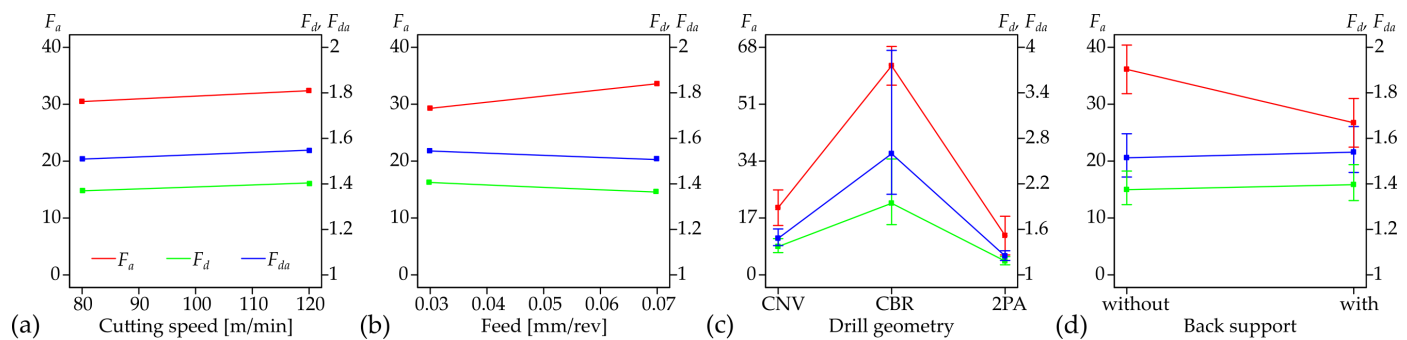 Fa Fd, Fda
40 2
30 1.8
1.6
20
1.4
10 1.2
0 1
Fa Fd Fda
80 90 100 110 120
(a) Cutting speed [m/min]
Fa Fd, Fda
40 2
30 1.8
1.6
20
1.4
10 1.2
0 1
0.03 0.04 0.05 0.06 0.07
(b) Feed [mm/rev]
Fa Fd, Fda
68 4
51 3.4
2.8
34
2.2
17 1.6
0 1
CNV CBR 2PA
(c) Drill geometry
Fa Fd, Fda
40 2
30 1.8
1.6
20
1.4
10 1.2
0 1
without with
(d) Back support